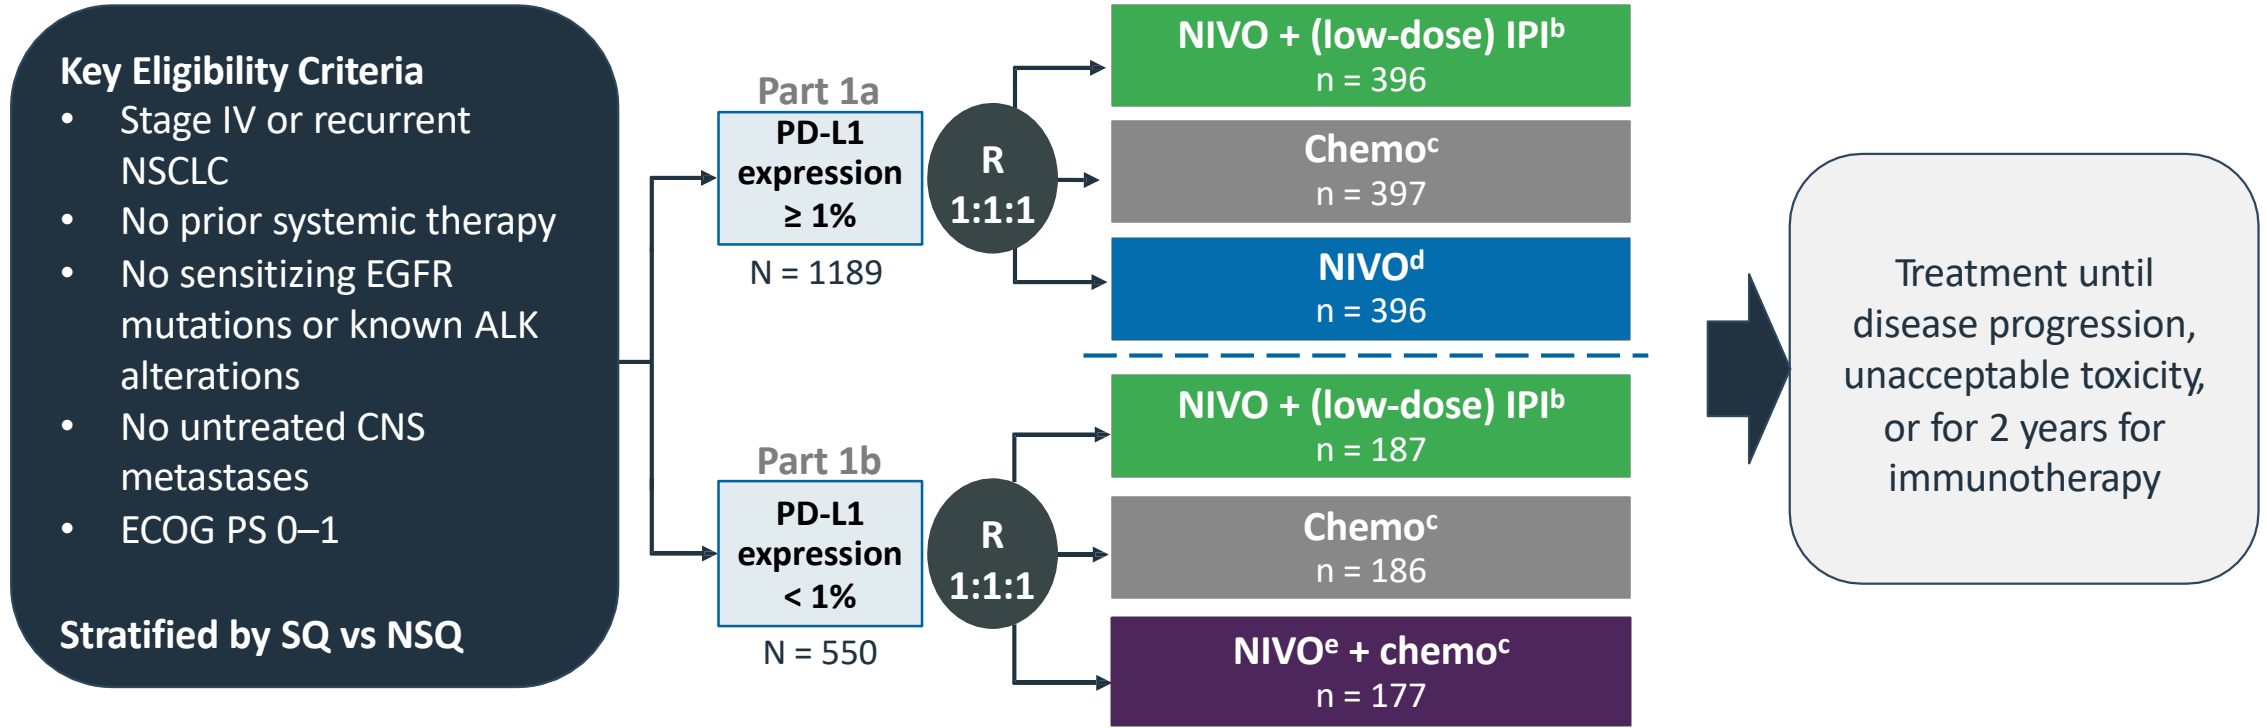 Key Eligibility Criteria
• Stage IV or recurrent
NSCLC
• No prior systemic therapy
• No sensitizing EGFR
mutations or known ALK
alterations
• No untreated CNS
metastases
• ECOG PS 0–1
Stratified by SQ vs NSQ
Part 1a
PD-L1
expression
≥ 1%
N = 1189
R
1:1:1
NIVO + (low-dose) IPIᵇ
n = 396
Chemoᶜ
n = 397
NIVOᵈ
n = 396
Part 1b
PD-L1
expression
< 1%
N = 550
R
1:1:1
NIVO + (low-dose) IPIᵇ
n = 187
Chemoᶜ
n = 186
NIVOᵉ + chemoᶜ
n = 177
Treatment until
disease progression,
unacceptable toxicity,
or for 2 years for
immunotherapy